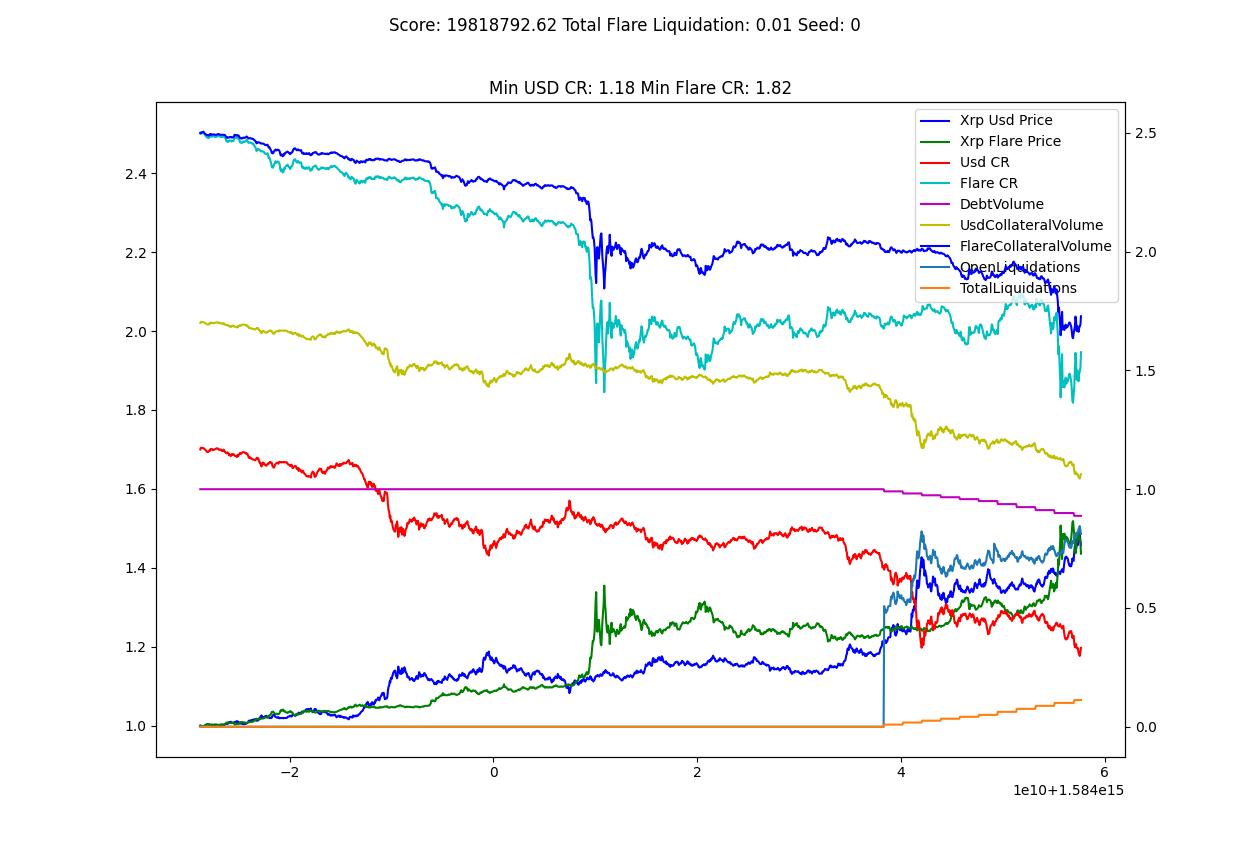 Score: 19818792.62 Total Flare Liquidation: 0.01 Seed: 0
Min USD CR: 1.18 Min Flare CR: 1.82
Xrp Usd Price
Xrp Flare Price
Usd CR
Flare CR
DebtVolume
UsdCollateralVolume
FlareCollateralVolume
OpenLiquidations
TotalLiquidations
2.4
2.2
2.0
1.8
1.6
1.4
1.2
1.0
2.5
2.0
1.5
1.0
0.5
0.0
−2 0 2 4 6
1e10+1.584e15